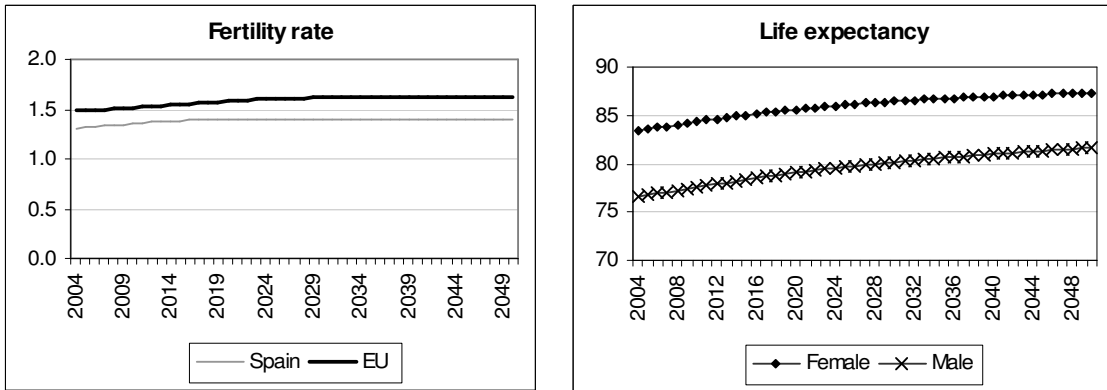 Fertility rate
2.0
1.5
1.0
0.5
0.0
2004 2009 2014 2019 2024 2029 2034 2039 2044 2049
Spain EU
Life expectancy
90
85
80
75
70
2004 2008 2012 2016 2020 2024 2028 2032 2036 2040 2044 2048
Female Male